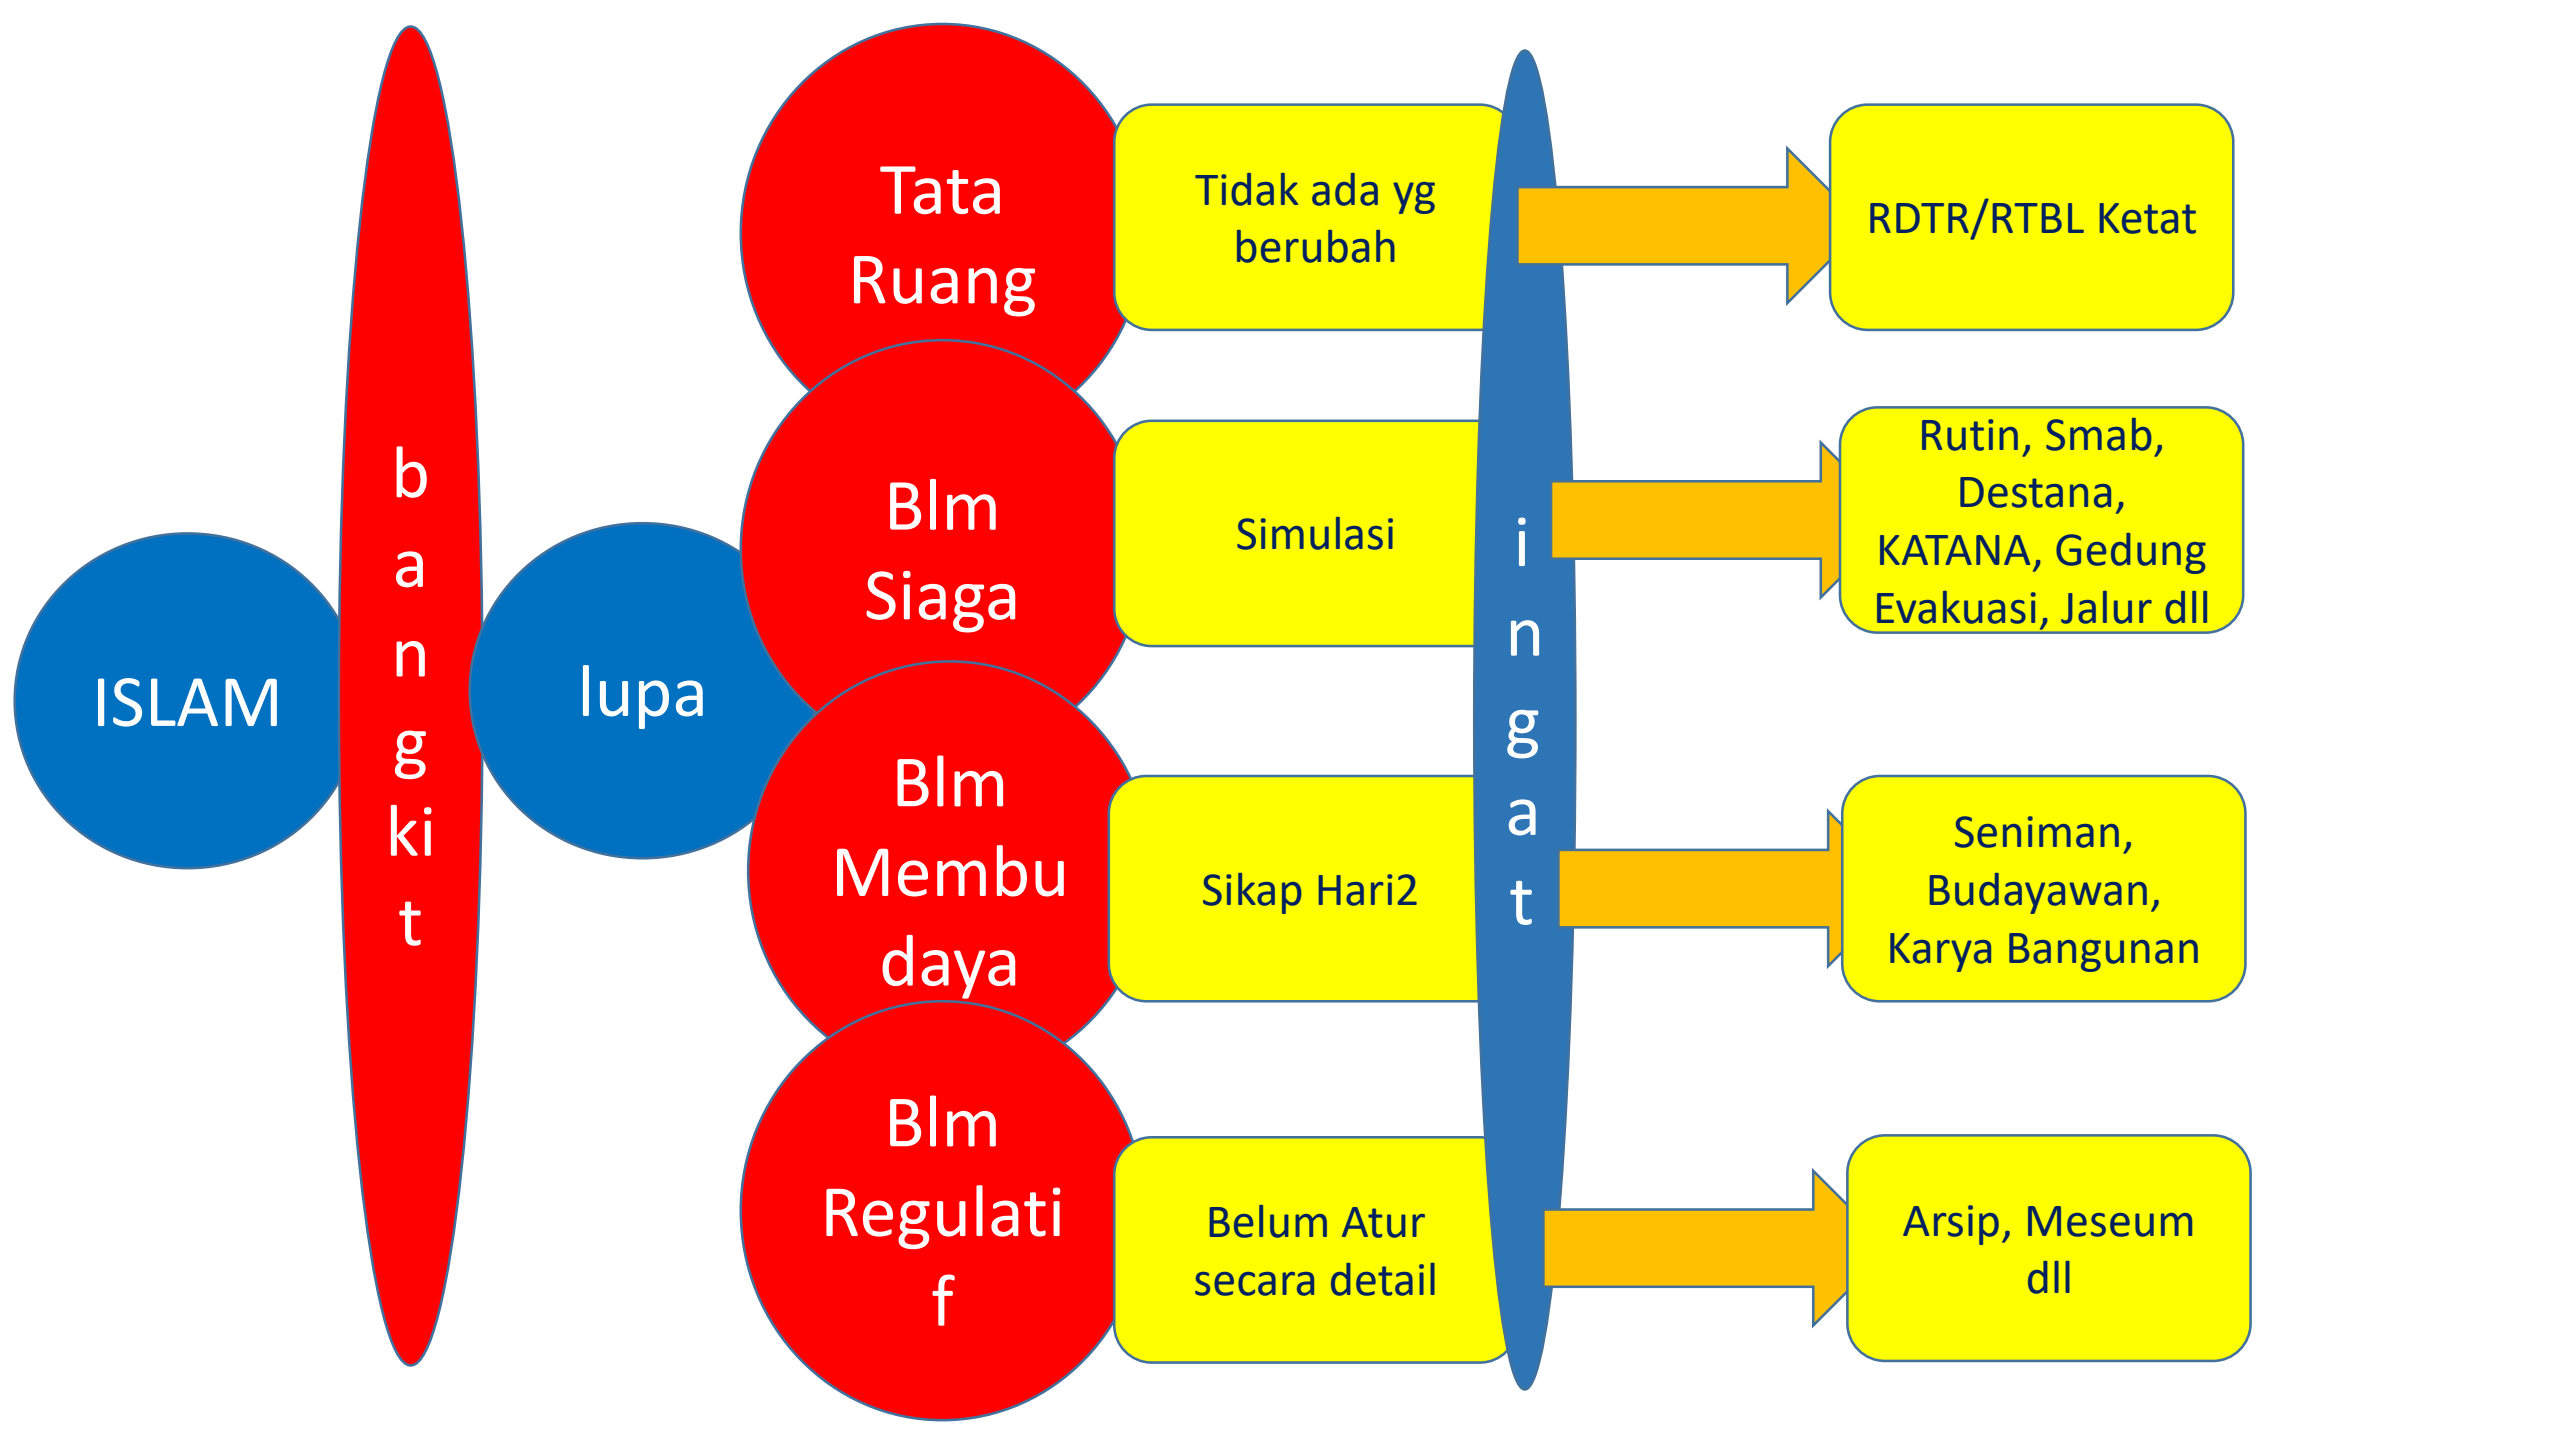 ISLAM
b
a
n
g
ki
t
lupa
Tata
Ruang
Tidak ada yg
berubah
Blm
Siaga
Simulasi
Blm
Membu
daya
Sikap Hari2
Blm
Regulati
f
Belum Atur
secara detail
i
n
g
a
t
RDTR/RTBL Ketat
Rutin, Smab,
Destana,
KATANA, Gedung
Evakuasi, Jalur dll
Seniman,
Budayawan,
Karya Bangunan
Arsip, Meseum
dll